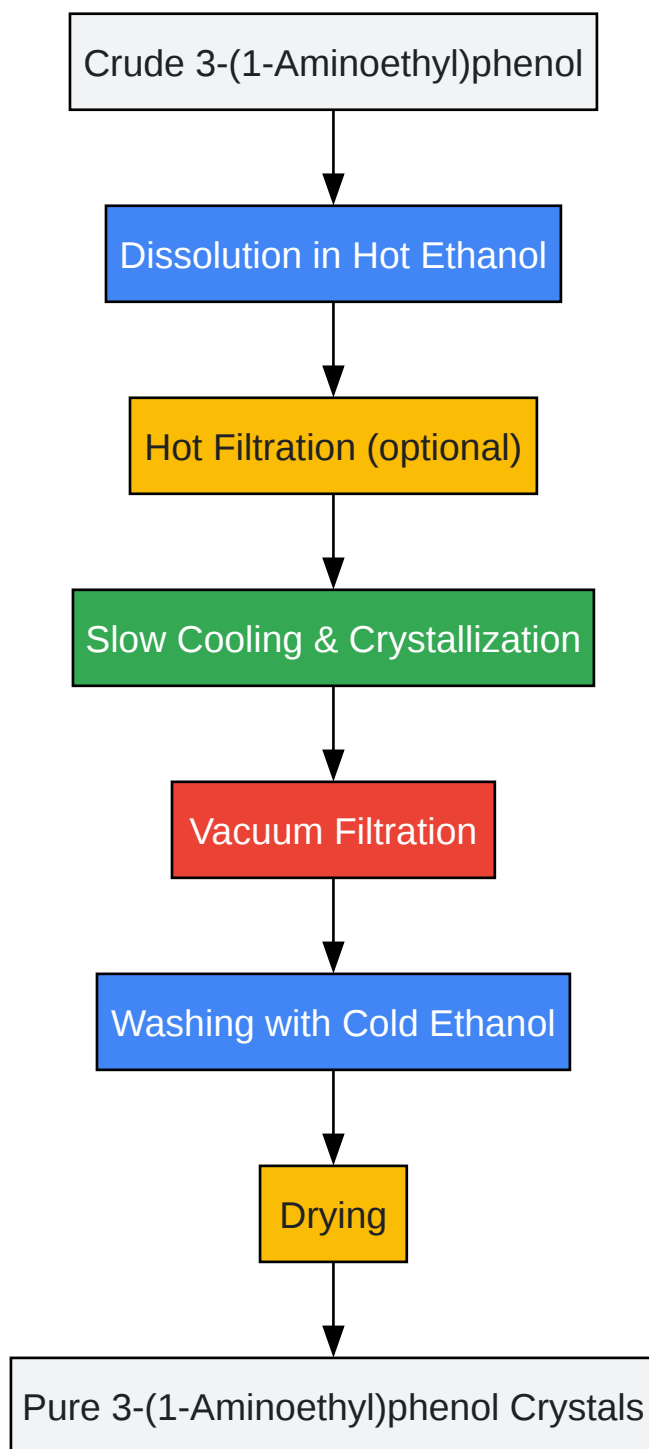 Crude 3-(1-Aminoethyl)phenol
Dissolution in Hot Ethanol
Hot Filtration (optional)
Slow Cooling & Crystallization
Vacuum Filtration
Washing with Cold Ethanol
Drying
Pure 3-(1-Aminoethyl)phenol Crystals